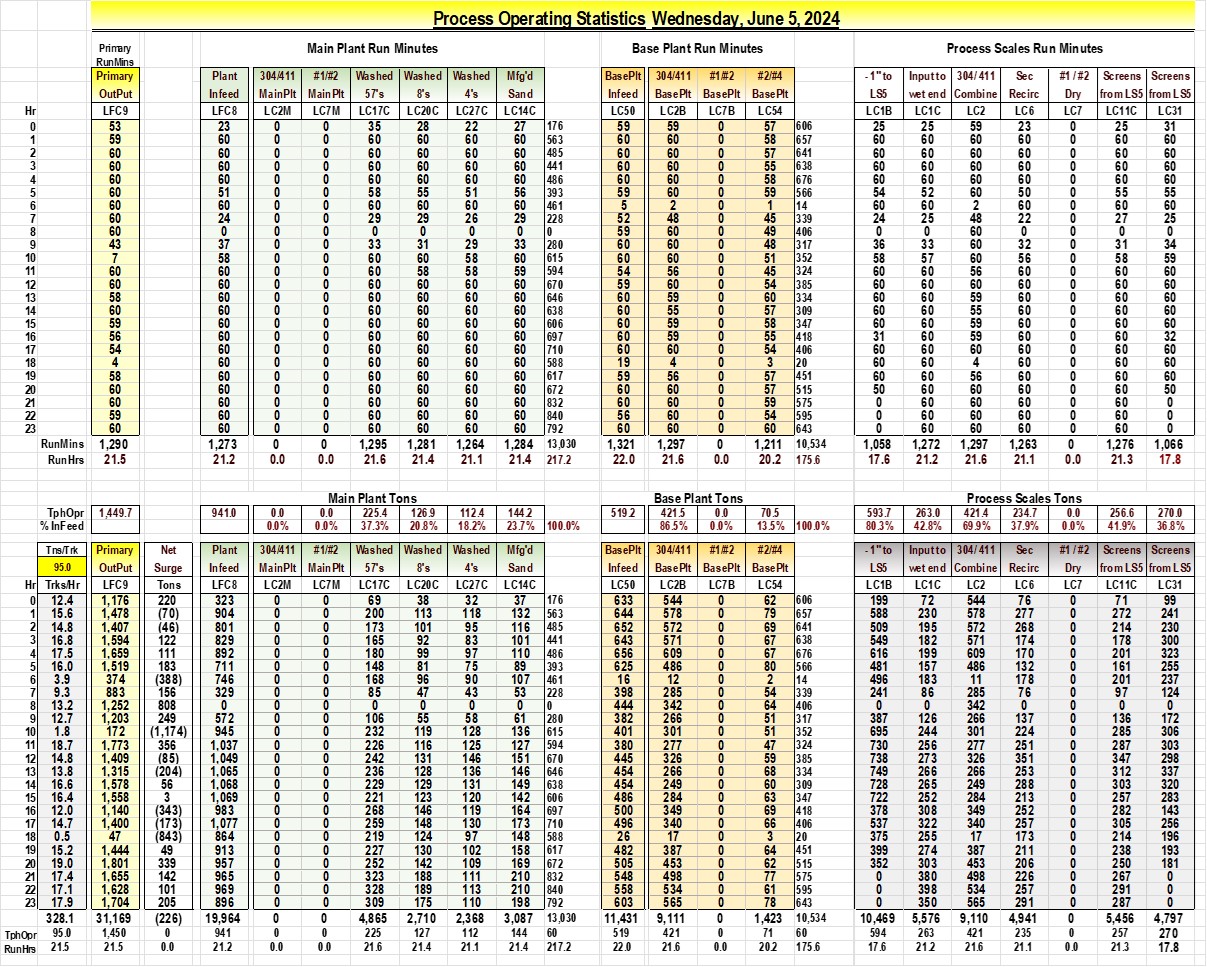 Process Operating Statistics Wednesday, June 5, 2024
Primary Main Plant Run Minutes Base Plant Run Minutes Process Scales Run Minutes
RunMins
Primary Plant 304/411 #1/#2 Washed Washed Washed Mfg'd BasePlt 304/411 #1/#2 #2/#4 -1" to Input to 304/411 Sec #1/#2 Screens Screens
OutPut Infeed MainPlt MainPlt 57's 8's 4's Sand Infeed BasePlt BasePlt BasePlt LS5 wet end Combine Recirc Dry from LS5 from LS5
Hr LFC9 LFC8 LC2M LC7M LC17C LC20C LC27C LC14C LC50 LC2B LC7B LC54 LC1B LC1C LC2 LC6 LC7 LC11C LC31
0 53 23 0 0 35 28 22 27 176 59 59 0 57 606 25 25 59 23 0 25 31
1 59 60 0 0 60 60 60 60 563 60 60 0 58 657 60 60 60 60 0 60 60
2 60 60 0 0 60 60 60 60 485 60 60 0 57 641 60 60 60 60 0 60 60
3 60 60 0 0 60 60 60 60 441 60 60 0 55 638 60 60 60 60 0 60 60
4 60 60 0 0 60 60 60 60 486 60 60 0 58 676 60 60 60 60 0 60 60
5 60 51 0 0 58 55 51 56 393 59 60 0 59 566 54 52 60 50 0 55 55
6 60 60 0 0 60 60 60 60 461 5 2 0 1 14 60 60 2 60 0 60 60
7 60 24 0 0 29 29 26 29 228 52 48 0 45 339 24 25 48 22 0 27 25
8 60 0 0 0 0 0 0 0 0 59 60 0 49 406 0 0 60 0 0 0 0
9 43 37 0 0 33 31 29 33 280 60 60 0 48 317 36 33 60 32 0 31 34
10 7 58 0 0 60 60 58 60 615 60 60 0 51 352 58 57 60 56 0 58 59
11 60 60 0 0 60 58 58 59 594 54 56 0 45 324 60 60 56 60 0 60 60
12 60 60 0 0 60 60 60 60 670 59 60 0 54 385 60 60 60 60 0 60 60
13 58 60 0 0 60 60 60 60 646 60 59 0 60 334 60 60 59 60 0 60 60
14 60 60 0 0 60 60 60 60 638 60 55 0 57 309 60 60 55 60 0 60 60
15 59 60 0 0 60 60 60 60 606 60 59 0 58 347 60 60 59 60 0 60 60
16 56 60 0 0 60 60 60 60 697 60 59 0 55 418 31 60 59 60 0 60 32
17 54 60 0 0 60 60 60 60 710 60 60 0 54 406 60 60 60 60 0 60 60
18 4 60 0 0 60 60 60 60 588 19 4 0 3 20 60 60 4 60 0 60 60
19 58 60 0 0 60 60 60 60 617 59 56 0 57 451 60 60 56 60 0 60 60
20 60 60 0 0 60 60 60 60 672 60 60 0 57 515 50 60 60 60 0 60 50
21 60 60 0 0 60 60 60 60 832 60 60 0 59 575 0 60 60 60 0 60 0
22 59 60 0 0 60 60 60 60 840 56 60 0 54 595 0 60 60 60 0 60 0
23 60 60 0 0 60 60 60 60 792 60 60 0 60 643 0 60 60 60 0 60 0
RunMins 1,290 1,273 0 0 1,295 1,281 1,264 1,284 13,030 1,321 1,297 0 1,211 10,534 1,058 1,272 1,297 1,263 0 1,276 1,066
RunHrs 21.5 21.2 0.0 0.0 21.6 21.4 21.1 21.4 217.2 22.0 21.6 0.0 20.2 175.6 17.6 21.2 21.6 21.1 0.0 21.3 17.8
Main Plant Tons Base Plant Tons Process Scales Tons
TphOpr 1,449.7 941.0 0.0 0.0 225.4 126.9 112.4 144.2 519.2 421.5 0.0 70.5 593.7 263.0 421.4 234.7 0.0 256.6 270.0
% InFeed 0.0% 0.0% 37.3% 20.8% 18.2% 23.7% 100.0% 86.5% 0.0% 13.5% 100.0% 80.3% 42.8% 69.9% 37.9% 0.0% 41.9% 36.8%
Tns/Trk Primary Net Plant 304/411 #1/#2 Washed Washed Washed Mfg'd BasePlt 304/411 #1/#2 #2/#4 -1" to Input to 304/411 Sec #1/#2 Screens Screens
95.0 OutPut Surge Infeed MainPlt MainPlt 57's 8's 4's Sand Infeed BasePlt BasePlt BasePlt LS5 wet end Combine Recirc Dry from LS5 from LS5
Hr Trks/Hr LFC9 Tons LFC8 LC2M LC7M LC17C LC20C LC27C LC14C LC50 LC2B LC7B LC54 LC1B LC1C LC2 LC6 LC7 LC11C LC31
0 12.4 1,176 220 323 0 0 69 38 32 37 176 633 544 0 62 606 199 72 544 76 0 71 99
1 15.6 1,478 (70) 904 0 0 200 113 118 132 563 644 578 0 79 657 588 230 578 277 0 272 241
2 14.8 1,407 (46) 801 0 0 173 101 95 116 485 652 572 0 69 641 509 195 572 268 0 214 230
3 16.8 1,594 122 829 0 0 165 92 83 101 441 643 571 0 67 638 549 182 571 174 0 178 300
4 17.5 1,659 111 892 0 0 180 99 97 110 486 656 609 0 67 676 616 199 609 170 0 201 323
5 16.0 1,519 183 711 0 0 148 81 75 89 393 625 486 0 80 566 481 157 486 132 0 161 255
6 3.9 374 (388) 746 0 0 168 96 90 107 461 16 12 0 2 14 496 183 11 178 0 201 237
7 9.3 883 156 329 0 0 85 47 43 53 228 398 285 0 54 339 241 86 285 76 0 97 124
8 13.2 1,252 808 0 0 0 0 0 0 0 0 444 342 0 64 406 0 0 342 0 0 0 0
9 12.7 1,203 249 572 0 0 106 55 58 61 280 382 266 0 51 317 387 126 266 137 0 136 172
10 1.8 172 (1,174) 945 0 0 232 119 128 136 615 401 301 0 51 352 695 244 301 224 0 285 306
11 18.7 1,773 356 1,037 0 0 226 116 125 127 594 380 277 0 47 324 730 256 277 251 0 287 303
12 14.8 1,409 (85) 1,049 0 0 242 131 146 151 670 445 326 0 59 385 738 273 326 351 0 347 298
13 13.8 1,315 (204) 1,065 0 0 236 128 136 146 646 454 266 0 68 334 749 266 266 253 0 312 337
14 16.6 1,578 56 1,068 0 0 229 129 131 149 638 454 249 0 60 309 728 265 249 288 0 303 320
15 16.4 1,558 3 1,069 0 0 221 123 120 142 606 486 284 0 63 347 722 252 284 213 0 257 283
16 12.0 1,140 (343) 983 0 0 268 146 119 164 697 500 349 0 69 418 378 308 349 252 0 282 143
17 14.7 1,400 (173) 1,077 0 0 259 148 130 173 710 496 340 0 66 406 537 322 340 257 0 305 256
18 0.5 47 (843) 864 0 0 219 124 97 148 588 26 17 0 3 20 375 255 17 173 0 214 196
19 15.2 1,444 49 913 0 0 227 130 102 158 617 482 387 0 64 451 399 274 387 211 0 238 193
20 19.0 1,801 339 957 0 0 252 142 109 169 672 505 453 0 62 515 352 303 453 206 0 250 181
21 17.4 1,655 142 965 0 0 323 188 111 210 832 548 498 0 77 575 0 380 498 226 0 267 0
22 17.1 1,628 101 969 0 0 328 189 113 210 840 558 534 0 61 595 0 398 534 257 0 291 0
23 17.9 1,704 205 896 0 0 309 175 110 198 792 603 565 0 78 643 0 350 565 291 0 287 0
328.1 31,169 (226) 19,964 0 0 4,865 2,710 2,368 3,087 13,030 11,431 9,111 0 1,423 10,534 10,469 5,576 9,110 4,941 0 5,456 4,797
TphOpr 95.0 1,450 0 941 0 0 225 127 112 144 60 519 421 0 71 60 594 263 421 235 0 257 270
RunHrs 21.5 21.5 0.0 21.2 0.0 0.0 21.6 21.4 21.1 21.4 217.2 22.0 21.6 0.0 20.2 175.6 17.6 21.2 21.6 21.1 0.0 21.3 17.8